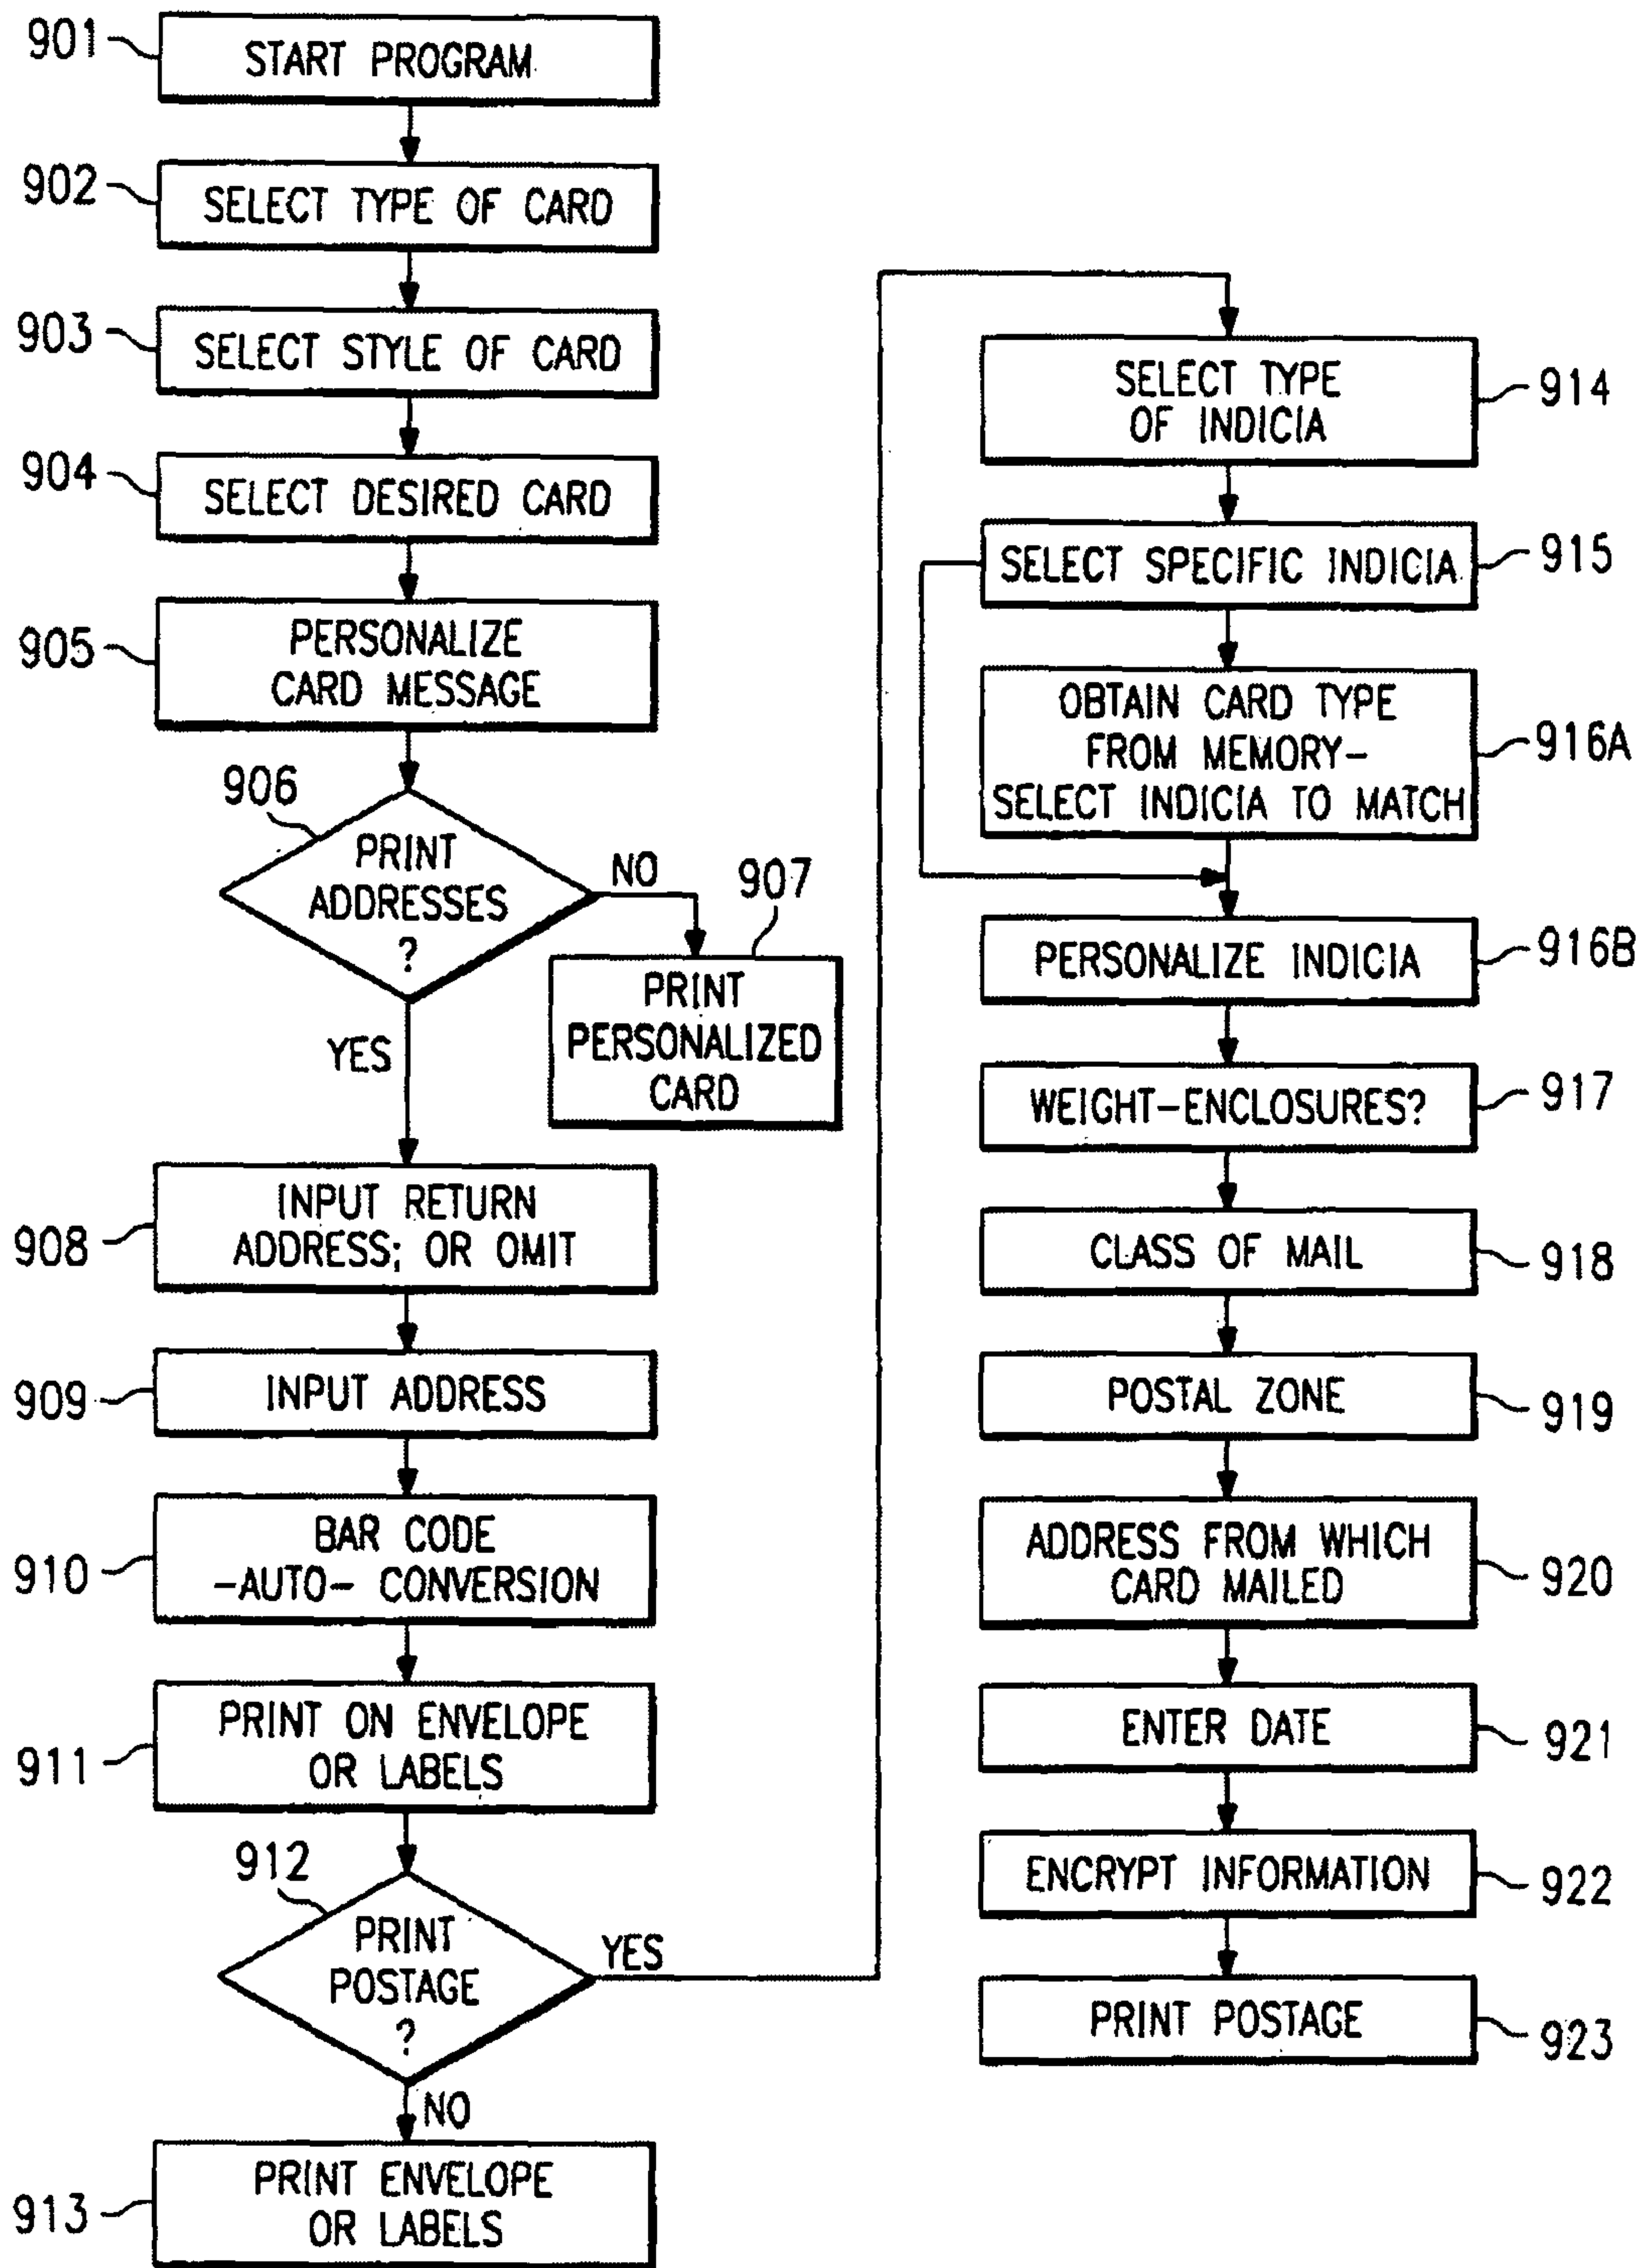 901
START PROGRAM
902
SELECT TYPE OF CARD
903
SELECT STYLE OF CARD
904
SELECT DESIRED CARD
905
PERSONALIZE
CARD MESSAGE
906
PRINT
ADDRESSES
?
NO
907
PRINT
PERSONALIZED
CARD
YES
908
INPUT RETURN
ADDRESS; OR OMIT
909
INPUT ADDRESS
910
BAR CODE
-AUTO- CONVERSION
911
PRINT ON ENVELOPE
OR LABELS
912
PRINT
POSTAGE
?
YES
NO
913
PRINT ENVELOPE
OR LABELS
SELECT TYPE
OF INDICIA
914
SELECT SPECIFIC INDICIA
915
OBTAIN CARD TYPE
FROM MEMORY-
SELECT INDICIA TO MATCH
916A
PERSONALIZE INDICIA
916B
WEIGHT-ENCLOSURES?
917
CLASS OF MAIL
918
POSTAL ZONE
919
ADDRESS FROM WHICH
CARD MAILED
920
ENTER DATE
921
ENCRYPT INFORMATION
922
PRINT POSTAGE
923